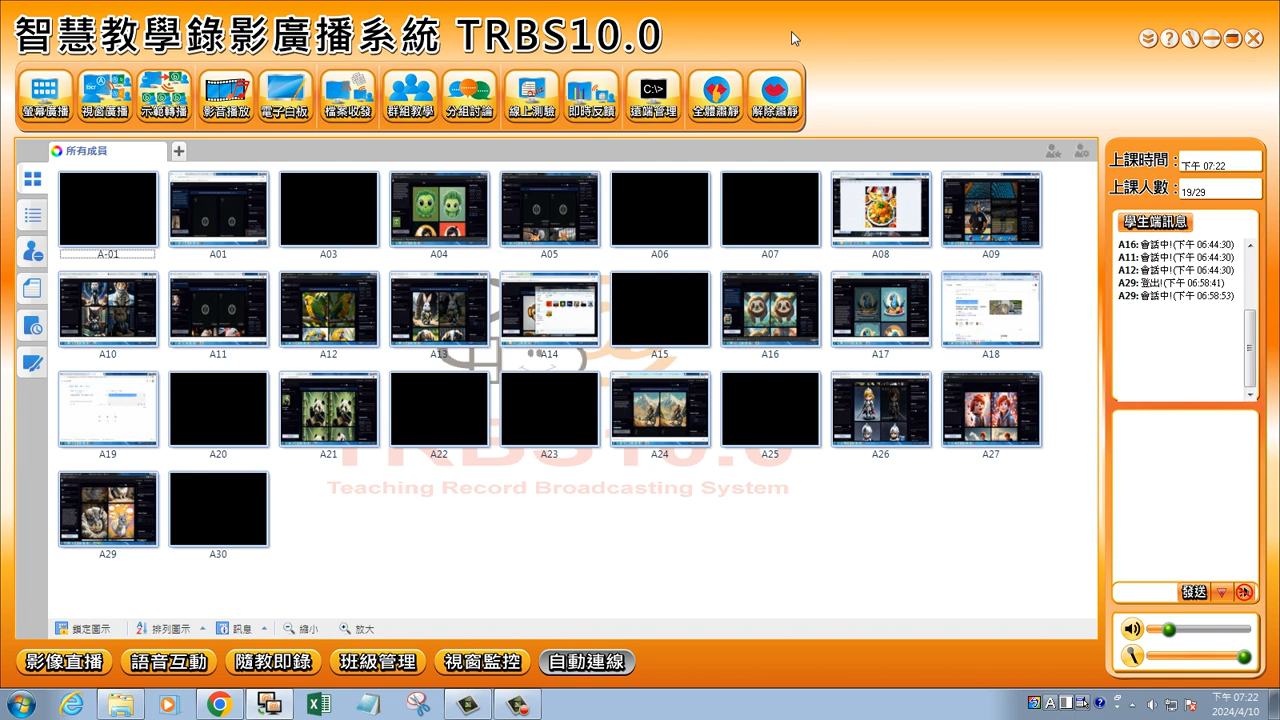 智慧教學錄影廣播系統 TRBS10.0
螢幕廣播 視窗廣播 示範轉播 影音播放 電子白板 檔案收發 群組教學 分組討論 線上測驗 即時反饋 遠端管理 全體肅靜 解除肅靜
C:\>
所有成員
A-01 A01 A03 A04 A05 A06 A07 A08 A09
A10 A11 A12 A13 A14 A15 A16 A17 A18
A19 A20 A21 A22 A23 A24 A25 A26 A27
Teaching Record Broadcasting System
A29 A30
鎖定圖示 排列圖示 訊息 縮小 放大
影像直播 語音互動 隨教即錄 班級管理 視窗監控 自動連線
上課時間： 下午 07:22
上課人數： 19/29
學生端訊息
A16: 會話中!(下午 06:44:30)
A11: 會話中!(下午 06:44:30)
A12: 會話中!(下午 06:44:30)
A29: 退出!(下午 06:58:41)
A29: 會話中!(下午 06:58:53)
發送
下午 07:22
2024/4/10